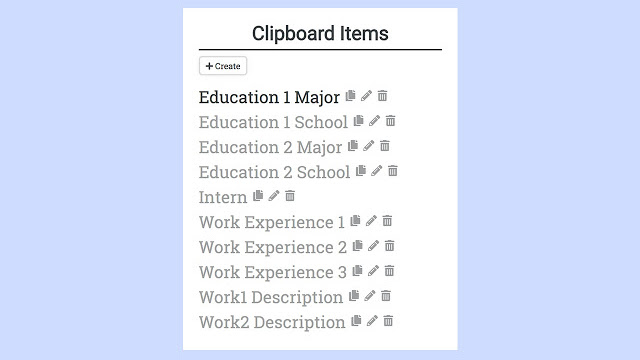 Clipboard Items
+ Create
Education 1 Major
Education 1 School
Education 2 Major
Education 2 School
Intern
Work Experience 1
Work Experience 2
Work Experience 3
Work1 Description
Work2 Description